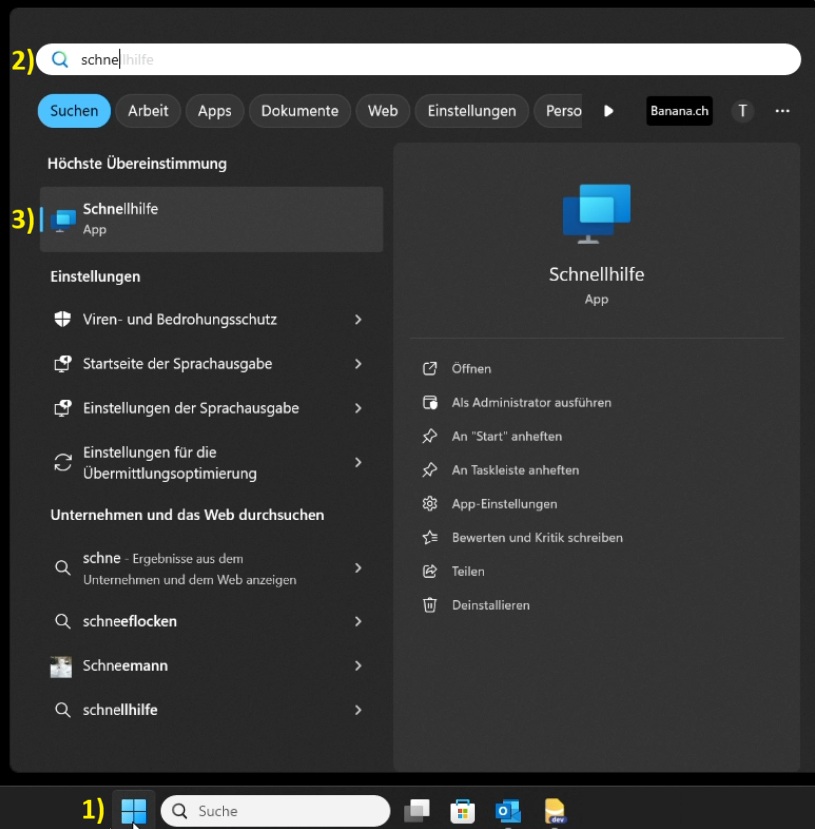 2) schnellhilfe
Suchen Arbeit Apps Dokumente Web Einstellungen Perso Banana.ch T
Höchste Übereinstimmung
3) Schnellhilfe
App
Einstellungen
Viren- und Bedrohungsschutz
Startseite der Sprachausgabe
Einstellungen der Sprachausgabe
Einstellungen für die
Übermittlungsoptimierung
Unternehmen und das Web durchsuchen
schne - Ergebnisse aus dem
Unternehmen und dem Web anzeigen
schneeflocken
Schneemann
schnellhilfe
Schnellhilfe
App
Öffnen
Als Administrator ausführen
An "Start" anheften
An Taskleiste anheften
App-Einstellungen
Bewerten und Kritik schreiben
Teilen
Deinstallieren
1) Suche
dev